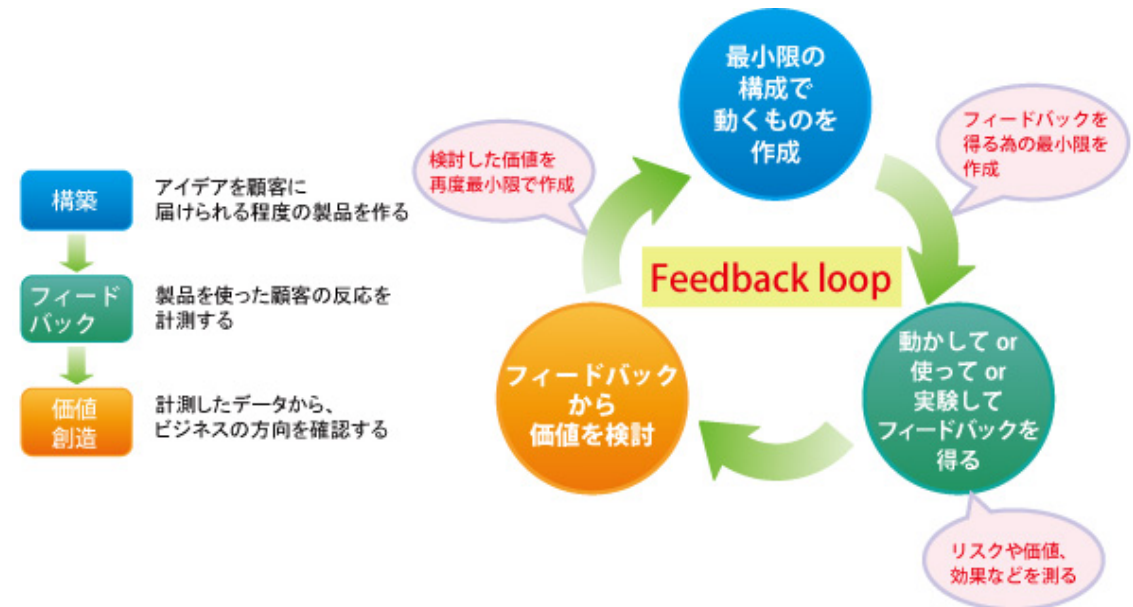 構築
アイデアを顧客に
届けられる程度の製品を作る
フィード
バック
製品を使った顧客の反応を
計測する
価値
創造
計測したデータから、
ビジネスの方向を確認する
最小限の
構成で
動くものを
作成
フィードバックを
得る為の最小限を
作成
検討した価値を
再度最小限で作成
Feedback loop
動かして or
使って or
実験して
フィードバックを
得る
フィードバック
から
価値を検討
リスクや価値、
効果などを測る